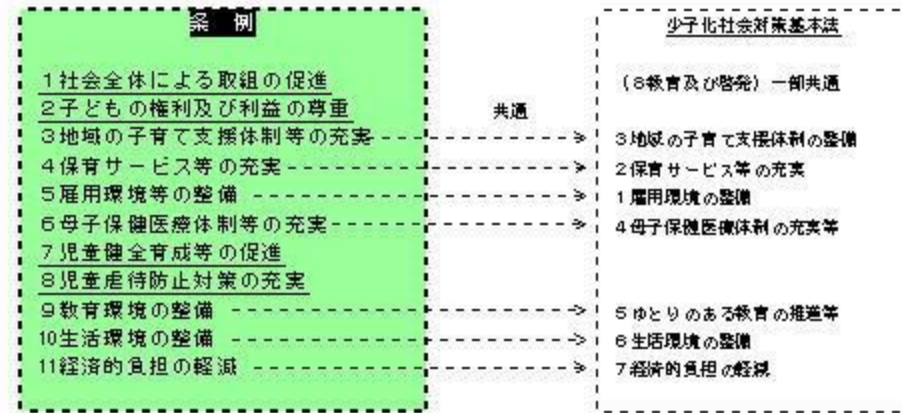 条 例
1社会全体による取組の促進
2子どもの権利及び利益の尊重
3地域の子育て支援体制等の充実
4保育サービス等の充実
5雇用環境等の整備
6母子保健医療体制等の充実
7児童健全育成等の促進
8児童虐待防止対策の充実
9教育環境の整備
10生活環境の整備
11経済的負担の軽減
共通
少子化社会対策基本法
(8教育及び啓発)一部共通
3地域の子育て支援体制の整備
2保育サービス等の充実
1雇用環境の整備
4母子保健医療体制の充実等
5ゆとりのある教育の推進等
6生活環境の整備
7経済的負担の軽減